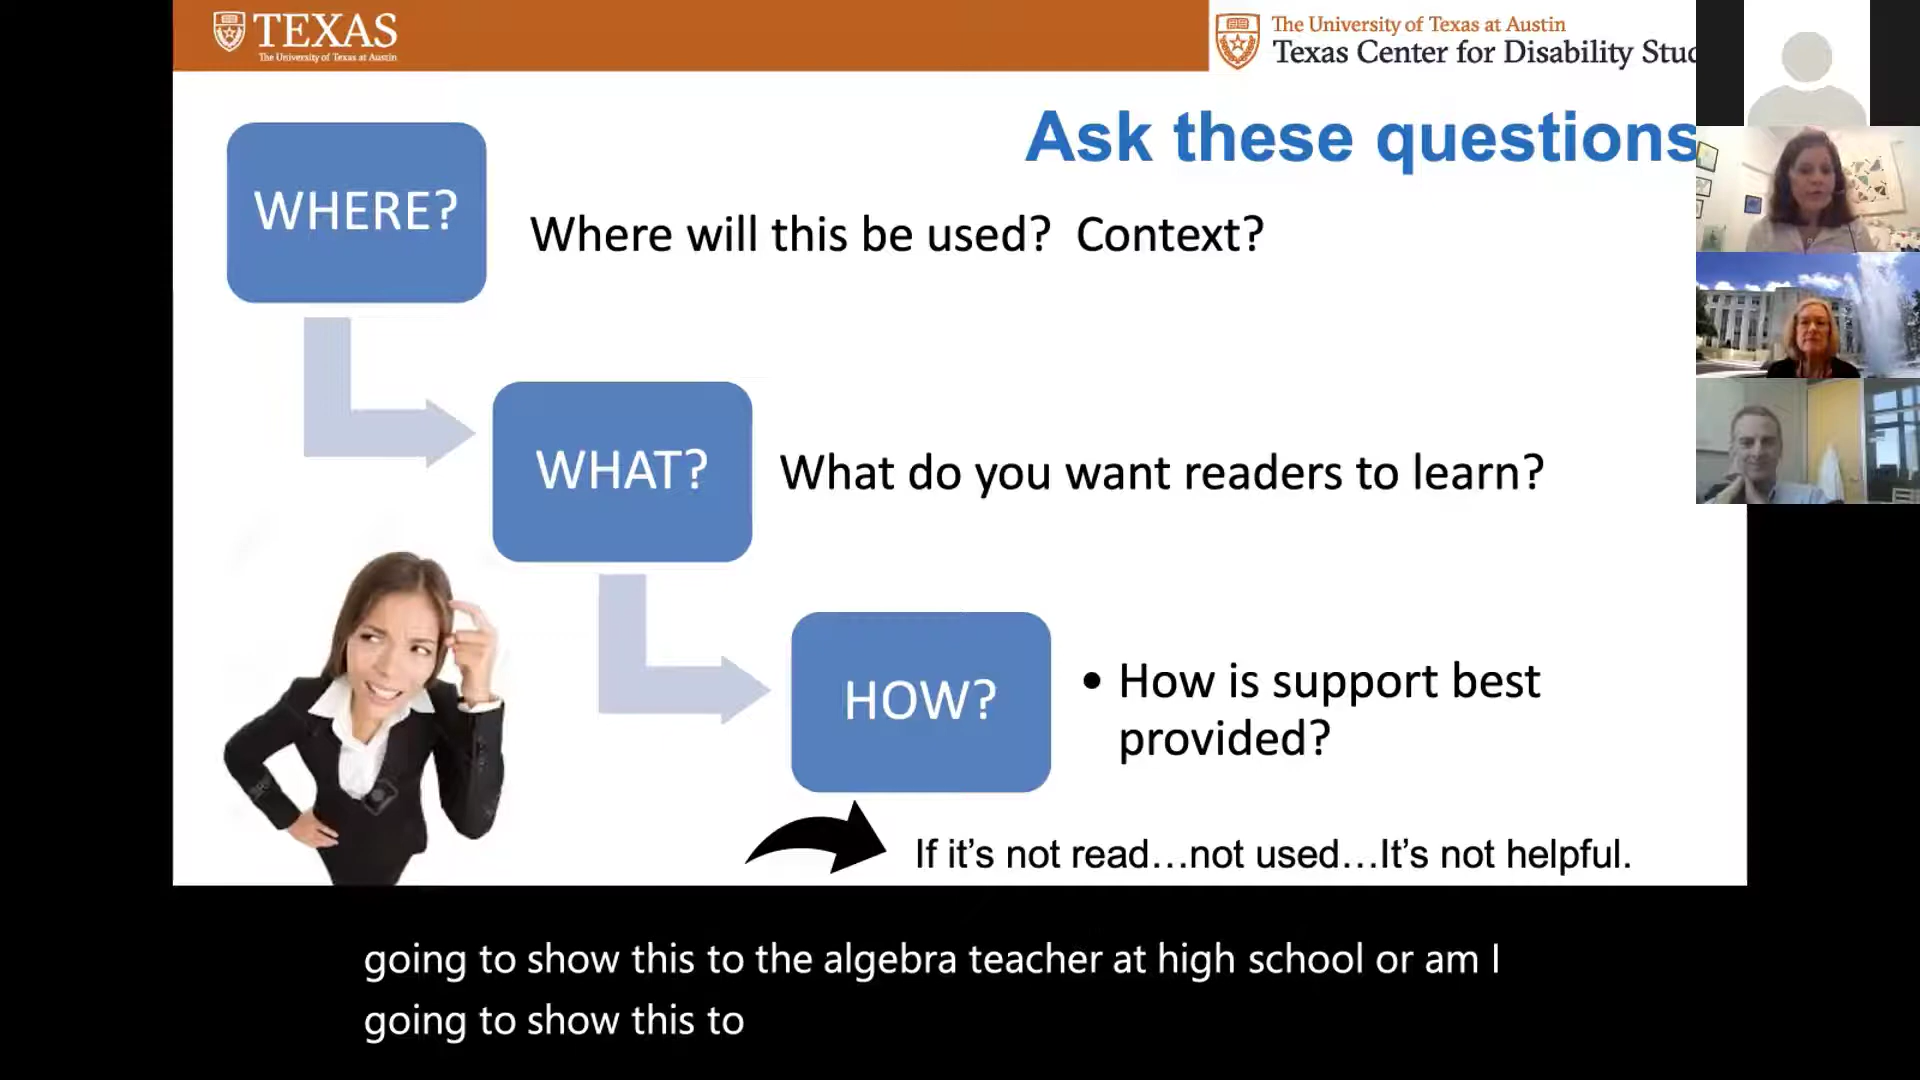 TEXAS
The University of Texas at Austin
The University of Texas at Austin
Texas Center for Disability Stu
Ask these questions
WHERE?
Where will this be used? Context?
WHAT?
What do you want readers to learn?
HOW?
• How is support best
provided?
If it’s not read…not used…It’s not helpful.
going to show this to the algebra teacher at high school or am I
going to show this to